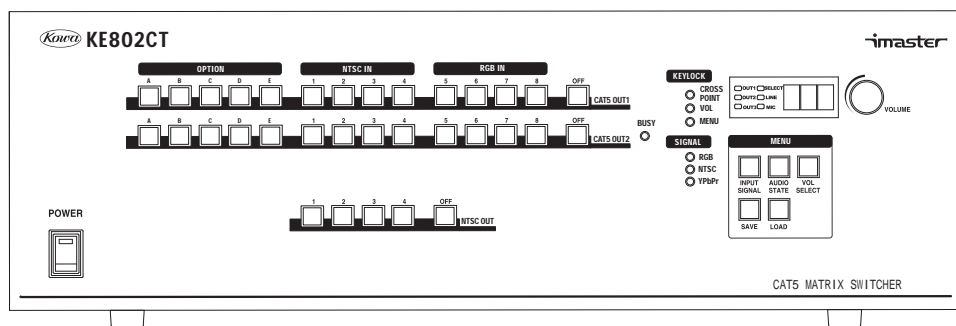 Kowa KE802CT
imaster
OPTION NTSC IN RGB IN
A B C D E 1 2 3 4 5 6 7 8 OFF
CAT5 OUT1
A B C D E 1 2 3 4 5 6 7 8 OFF
CAT5 OUT2
BUSY
1 2 3 4 OFF
NTSC OUT
POWER
KEYLOCK
CROSS
POINT
VOL
MENU
SIGNAL
RGB
NTSC
YPbPr
OUT1 SELECT
OUT2 LINE
OUT3 MIC
VOLUME
MENU
INPUT SIGNAL
AUDIO STATE
VOL SELECT
SAVE LOAD
CAT5 MATRIX SWITCHER